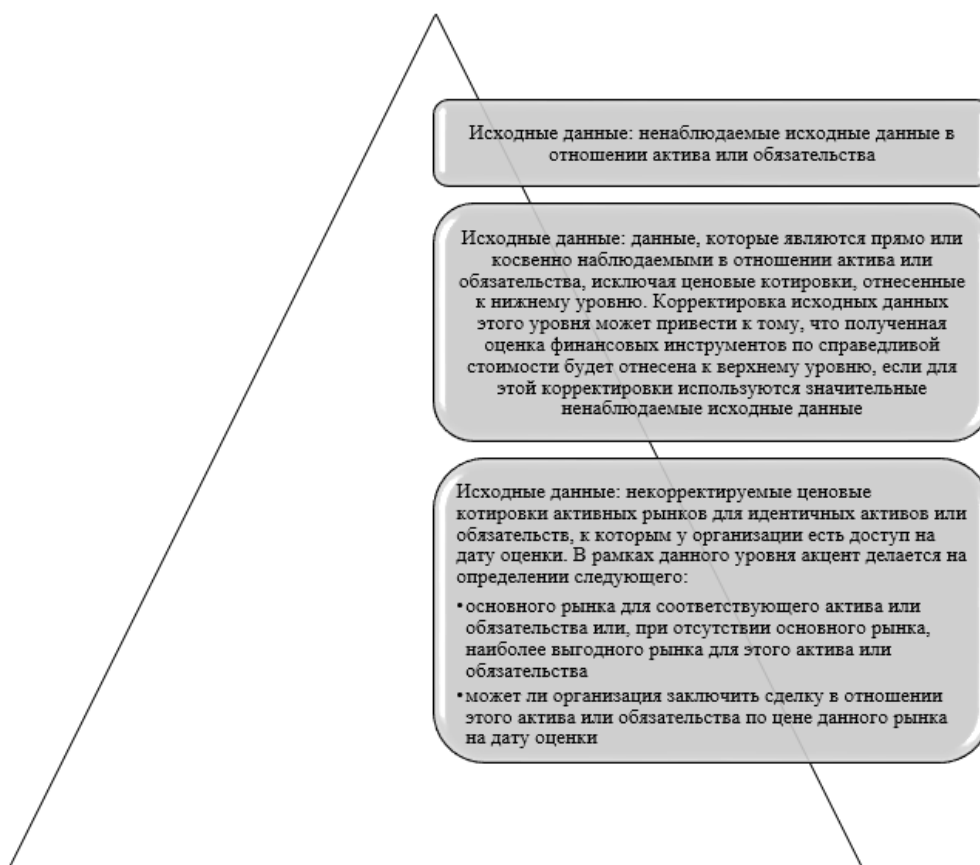 Исходные данные: ненаблюдаемые исходные данные в
отношении актива или обязательства
Исходные данные: данные, которые являются прямо или
косвенно наблюдаемыми в отношении актива или
обязательства, исключая ценовые котировки, отнесенные
к нижнему уровню. Корректировка исходных данных
этого уровня может привести к тому, что полученная
оценка финансовых инструментов по справедливой
стоимости будет отнесена к верхнему уровню, если для
этой корректировки используются значительные
ненаблюдаемые исходные данные
Исходные данные: некорректируемые ценовые
котировки активных рынков для идентичных активов или
обязательств, к которым у организации есть доступ на
дату оценки. В рамках данного уровня акцент делается на
определении следующего:
•основного рынка для соответствующего актива или
обязательства или, при отсутствии основного рынка,
наиболее выгодного рынка для этого актива или
обязательства
•может ли организация заключить сделку в отношении
этого актива или обязательства по цене данного рынка
на дату оценки